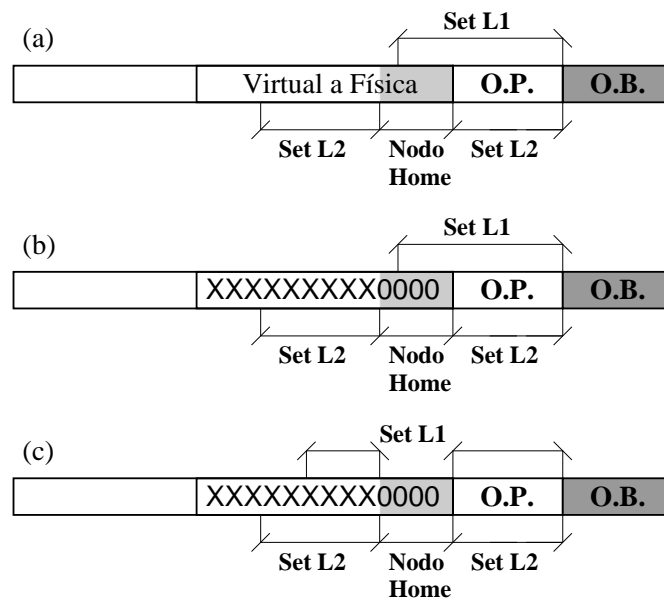 (a)
Set L1
Virtual a Física O.P. O.B.
Set L2 Nodo Home Set L2
(b)
Set L1
XXXXXXXXX0000 O.P. O.B.
Set L2 Nodo Home Set L2
(c)
Set L1
XXXXXXXXX0000 O.P. O.B.
Set L2 Nodo Home Set L2